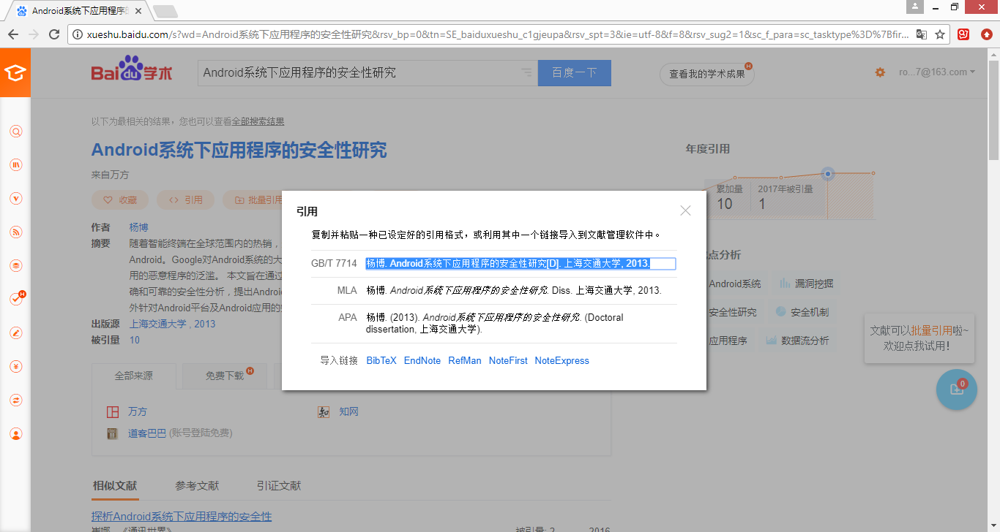 Android系统下应用程序的
xueshu.baidu.com/s?wd=Android系统下应用程序的安全性研究&rsv_bp=0&tn=SE_baiduxueshu_c1gjeupa&rsv_spt=3&ie=utf-8&f=8&rsv_sug2=1&sc_f_para=sc_tasktype%3D%7Bfir...
Baidu学术
Android系统下应用程序的安全性研究
百度一下
查看我的学术成果
H
ro...7@163.com
以下为最相关的结果，您也可以查看全部搜索结果
Android系统下应用程序的安全性研究
来自万方
收藏
引用
批量引用
年度引用
累加量
10
2017年被引量
1
作者
杨博
摘要
随着智能终端在全球范围内的热销，
Android。Google对Android系统的大
用的恶意程序的泛滥。 本文旨在通过
确和可靠的安全性分析，提出Android
外针对Android平台及Android应用的安
出版源
上海交通大学 , 2013
被引量
10
引用
复制并粘贴一种已设定好的引用格式，或利用其中一个链接导入到文献管理软件中。
GB/T 7714
杨博. Android系统下应用程序的安全性研究[D]. 上海交通大学, 2013.
MLA
杨博. Android系统下应用程序的安全性研究. Diss. 上海交通大学, 2013.
APA
杨博. (2013). Android系统下应用程序的安全性研究. (Doctoral
dissertation, 上海交通大学).
导入链接
BibTeX EndNote RefMan NoteFirst NoteExpress
点分析
Android系统
漏洞挖掘
安全性研究
安全机制
应用程序
数据流分析
文献可以批量引用啦~
欢迎点我试用!
0
全部来源
免费下载
H
万方
知网
道客巴巴 (账号登陆免费)
相似文献
参考文献
引证文献
探析Android系统下应用程序的安全性
《通讯世界》
被引量: 2
2016